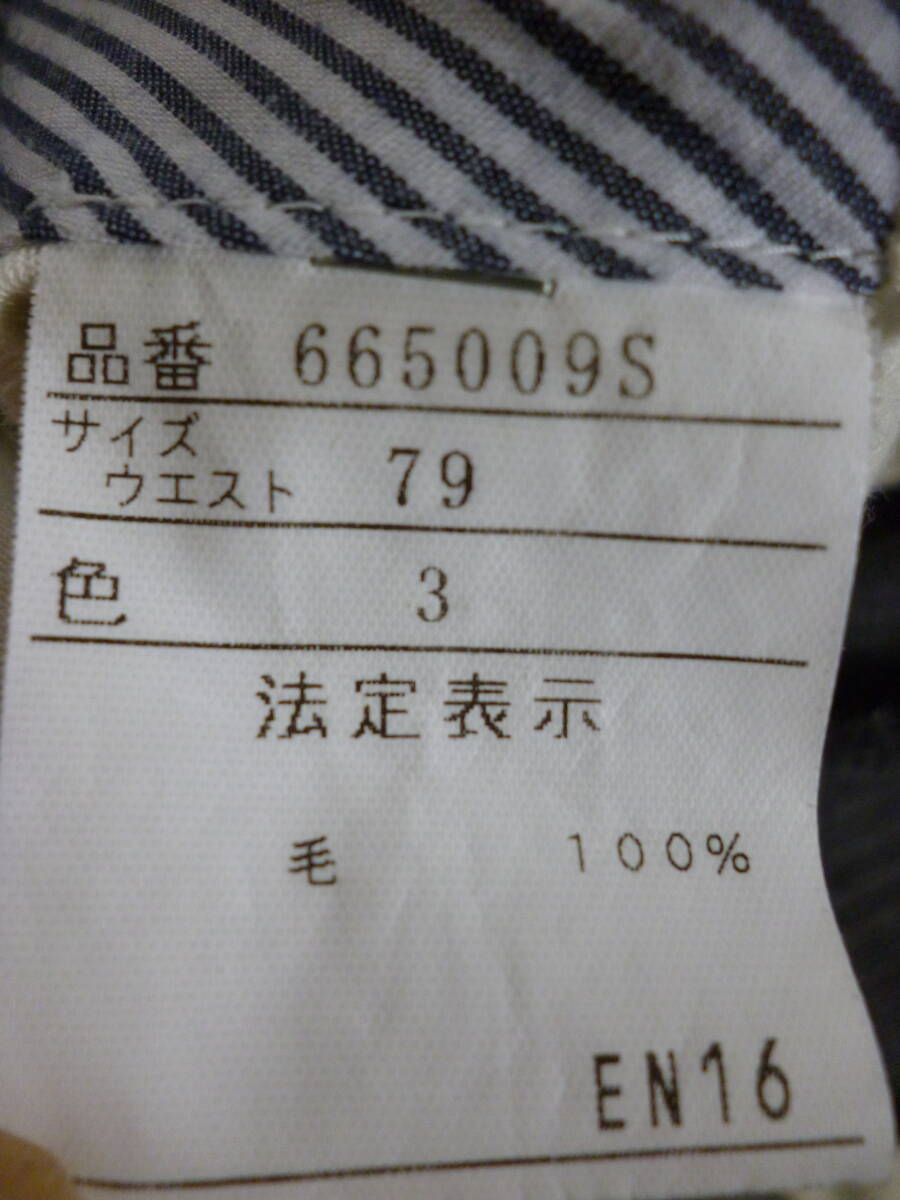 品番 665009S
サイズ
ウエスト 79
色 3
法定表示
毛 100%
EN16